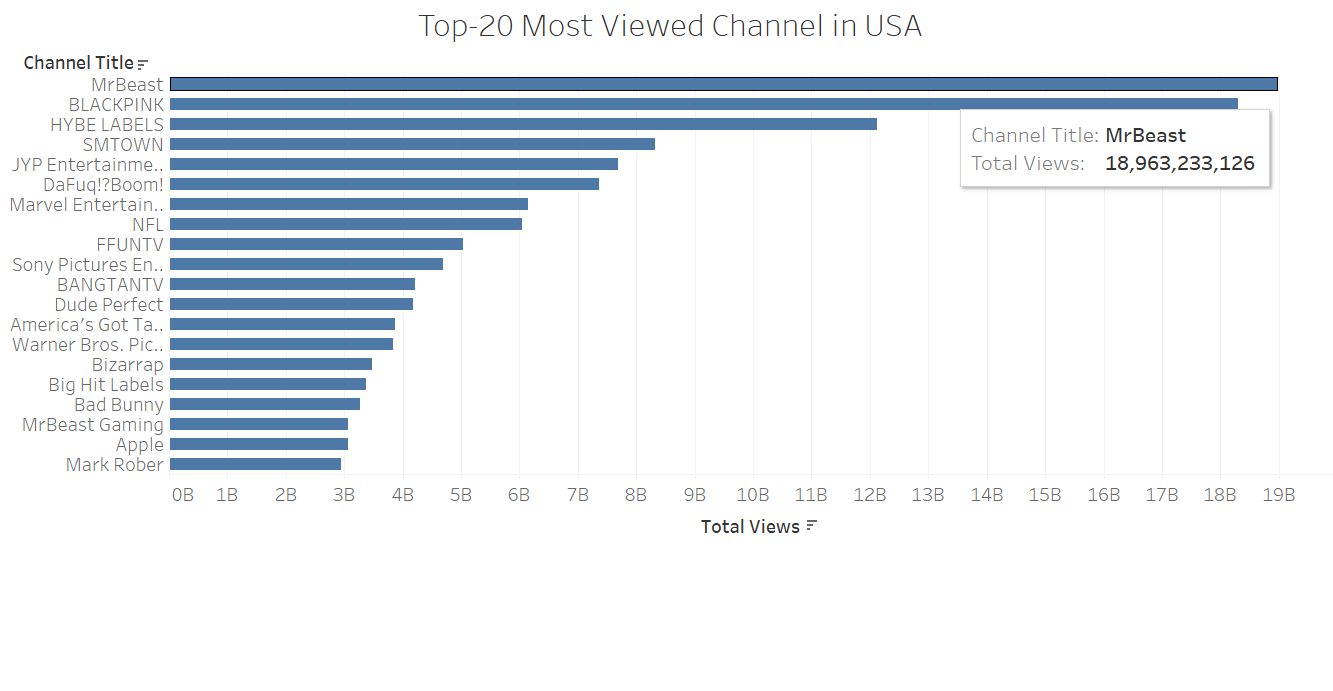 Top-20 Most Viewed Channel in USA
Channel Title
MrBeast
BLACKPINK
HYBE LABELS
Channel Title: MrBeast
SMTOWN
JYP Entertainme..
Total Views: 18,963,233,126
DaFuq!?Boom!
Marvel Entertain..
NFL
FFUNTV
Sony Pictures En..
BANGTANTV
Dude Perfect
America's Got Ta..
Warner Bros. Pic..
Bizarrap
Big Hit Labels
Bad Bunny
MrBeast Gaming
Apple
Mark Rober
0B 1B 2B 3B 4B 5B 6B 7B 8B 9B 10B 11B 12B 13B 14B 15B 16B 17B 18B 19B
Total Views